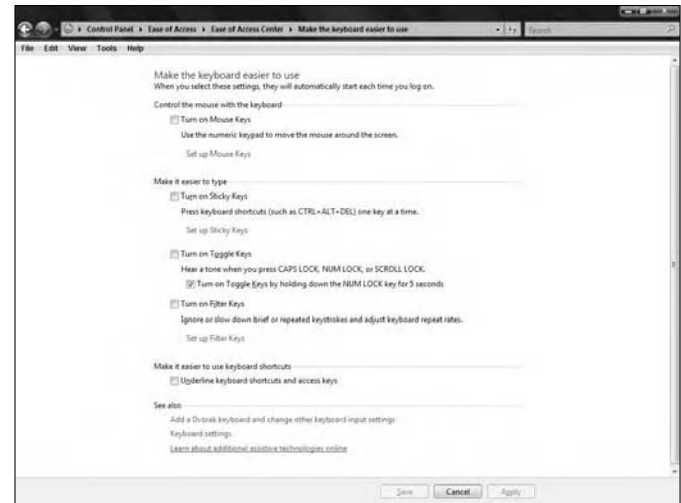 Control Panel ▸ Ease of Access ▸ Ease of Access Center ▸ Make the keyboard easier to use
Search
File Edit View Tools Help
Make the keyboard easier to use
When you select these settings, they will automatically start each time you log on.
Control the mouse with the keyboard
Turn on Mouse Keys
Use the numeric keypad to move the mouse around the screen.
Set up Mouse Keys
Make it easier to type
Turn on Sticky Keys
Press keyboard shortcuts (such as CTRL+ALT+DEL) one key at a time.
Set up Sticky Keys
Turn on Toggle Keys
Hear a tone when you press CAPS LOCK, NUM LOCK, or SCROLL LOCK.
Turn on Toggle Keys by holding down the NUM LOCK key for 5 seconds
Turn on Filter Keys
Ignore or slow down brief or repeated keystrokes and adjust keyboard repeat rates.
Set up Filter Keys
Make it easier to use keyboard shortcuts
Underline keyboard shortcuts and access keys
See also
Add a Dvorak keyboard and change other keyboard input settings
Keyboard settings
Learn about additional assistive technologies online
Save Cancel Apply